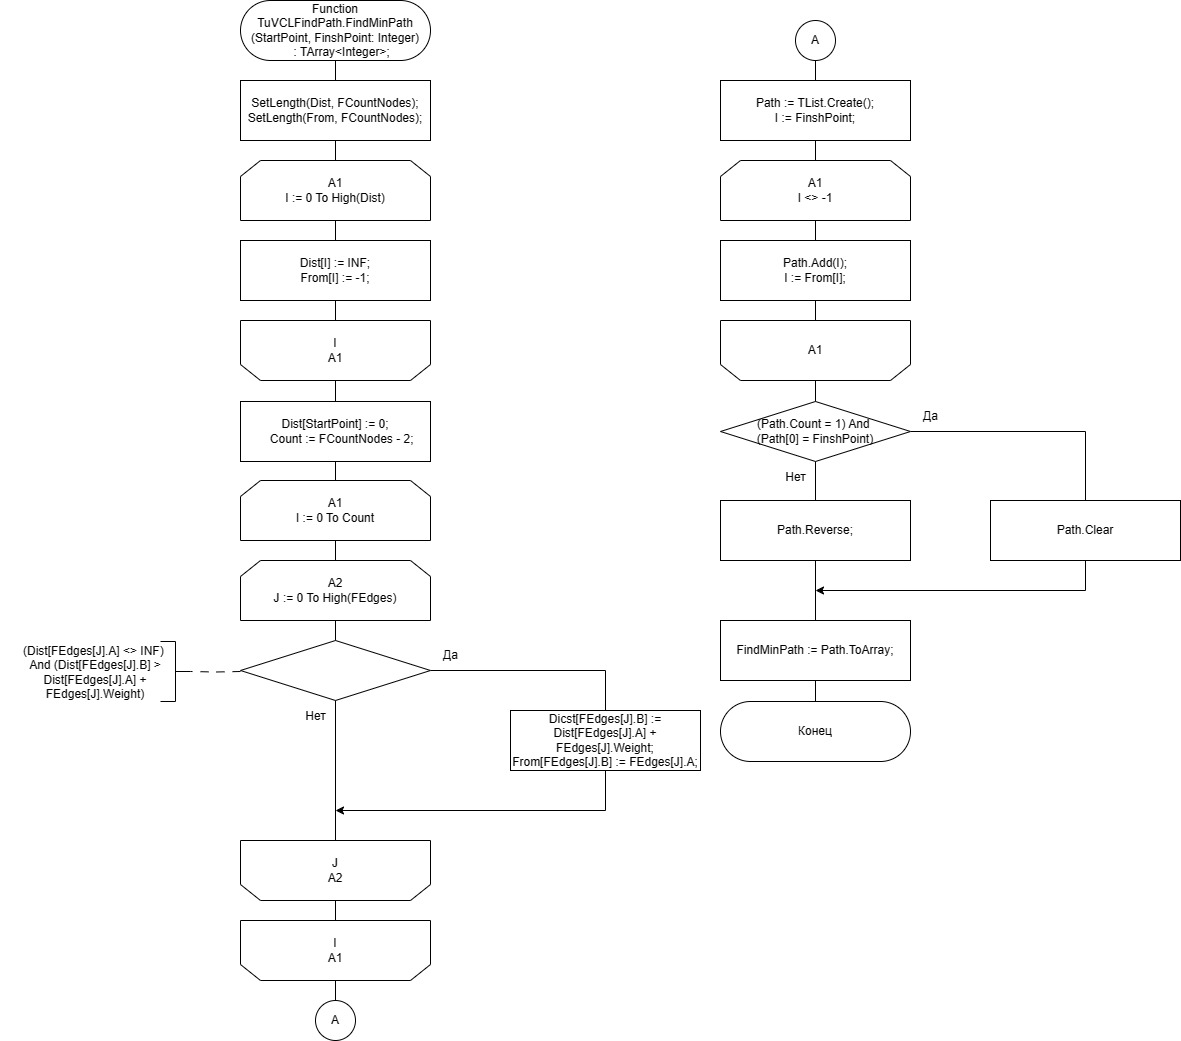 Function
TuVCLFindPath.FindMinPath
(StartPoint, FinshPoint: Integer)
: TArray<Integer>;
SetLength(Dist, FCountNodes);
SetLength(From, FCountNodes);
A1
I := 0 To High(Dist)
Dist[I] := INF;
From[I] := -1;
I
A1
Dist[StartPoint] := 0;
Count := FCountNodes - 2;
A1
I := 0 To Count
A2
J := 0 To High(FEdges)
(Dist[FEdges[J].A] <> INF)
And (Dist[FEdges[J].B] >
Dist[FEdges[J].A] +
FEdges[J].Weight)
Да
Нет
Dicst[FEdges[J].B] :=
Dist[FEdges[J].A] +
FEdges[J].Weight;
From[FEdges[J].B] := FEdges[J].A;
J
A2
I
A1
A
A
Path := TList.Create();
I := FinshPoint;
A1
I <> -1
Path.Add(I);
I := From[I];
A1
(Path.Count = 1) And
(Path[0] = FinshPoint)
Да
Нет
Path.Reverse;
Path.Clear
FindMinPath := Path.ToArray;
Конец